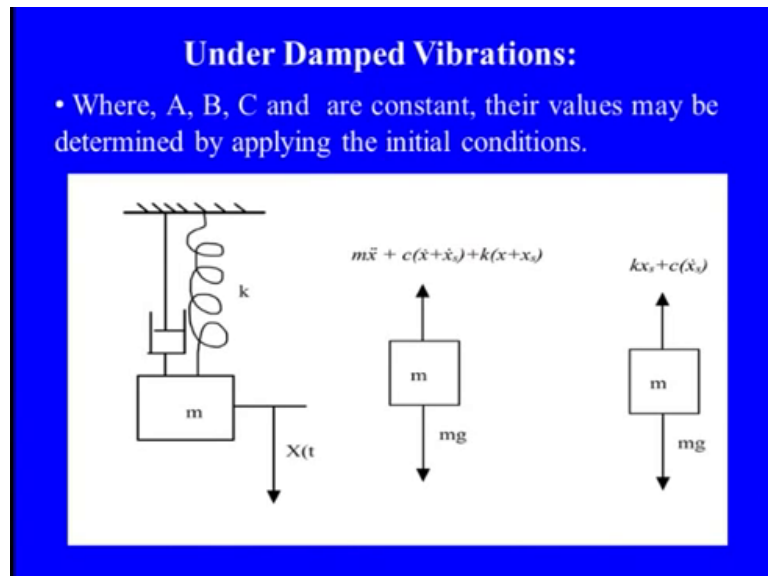 Under Damped Vibrations:
• Where, A, B, C and are constant, their values may be
determined by applying the initial conditions.
mẍ + c(ẋ+ẋₛ)+k(x+xₛ)
kxₛ+c(ẋₛ)
k
m
m
m
mg
mg
X(t